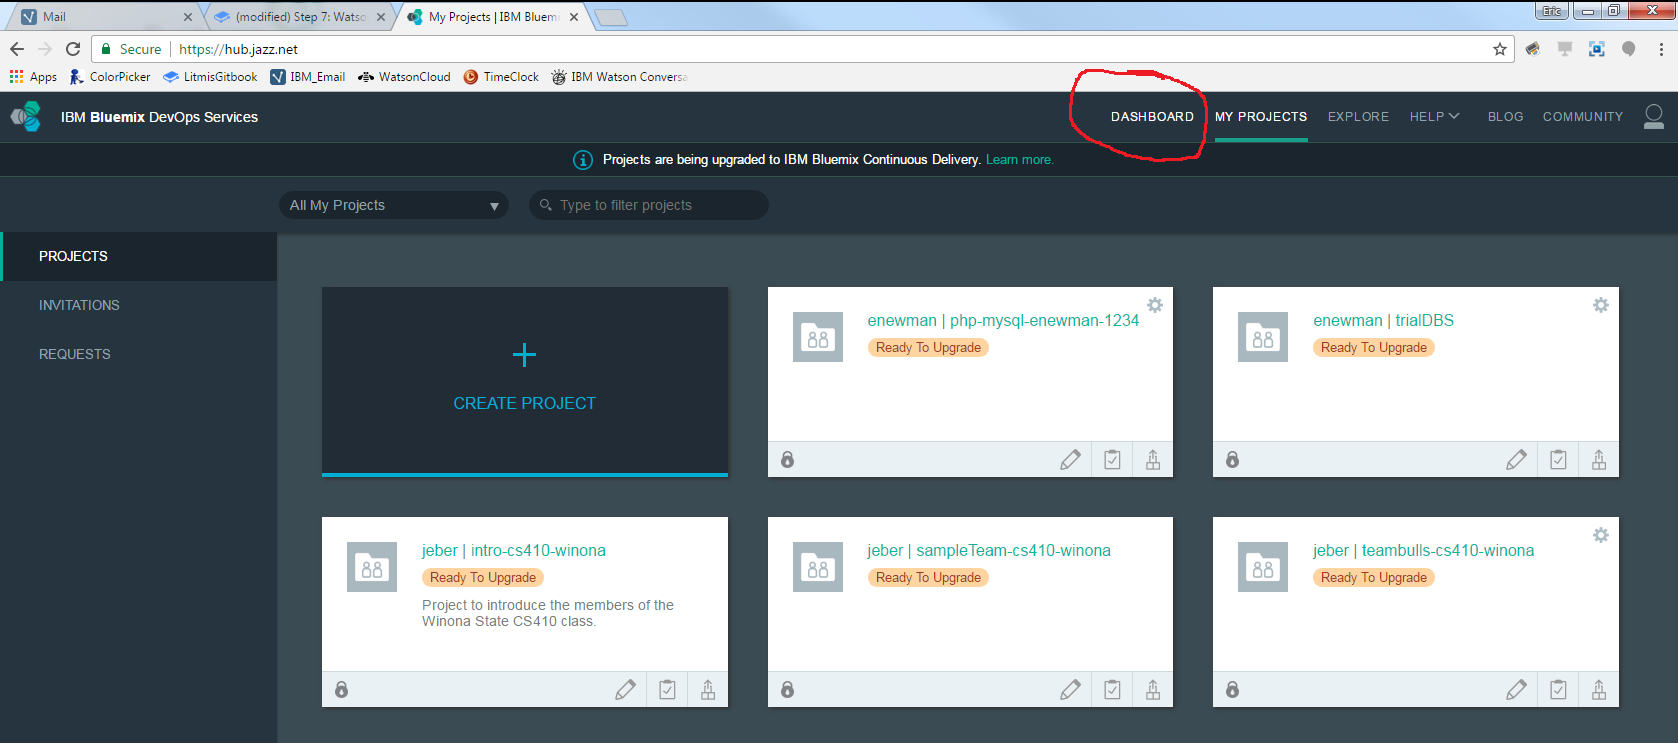 Mail
(modified) Step 7: Watso
My Projects | IBM Bluem
Eric
Secure
https://hub.jazz.net
Apps
ColorPicker
LitmisGitbook
IBM_Email
WatsonCloud
TimeClock
IBM Watson Convers
IBM Bluemix DevOps Services
DASHBOARD
MY PROJECTS
EXPLORE
HELP
BLOG
COMMUNITY
Projects are being upgraded to IBM Bluemix Continuous Delivery. Learn more.
All My Projects
Type to filter projects
PROJECTS
INVITATIONS
REQUESTS
CREATE PROJECT
enewman | php-mysql-enewman-1234
Ready To Upgrade
enewman | trialDBS
Ready To Upgrade
jeber | intro-cs410-winona
Ready To Upgrade
Project to introduce the members of the
Winona State CS410 class.
jeber | sampleTeam-cs410-winona
Ready To Upgrade
jeber | teambulls-cs410-winona
Ready To Upgrade